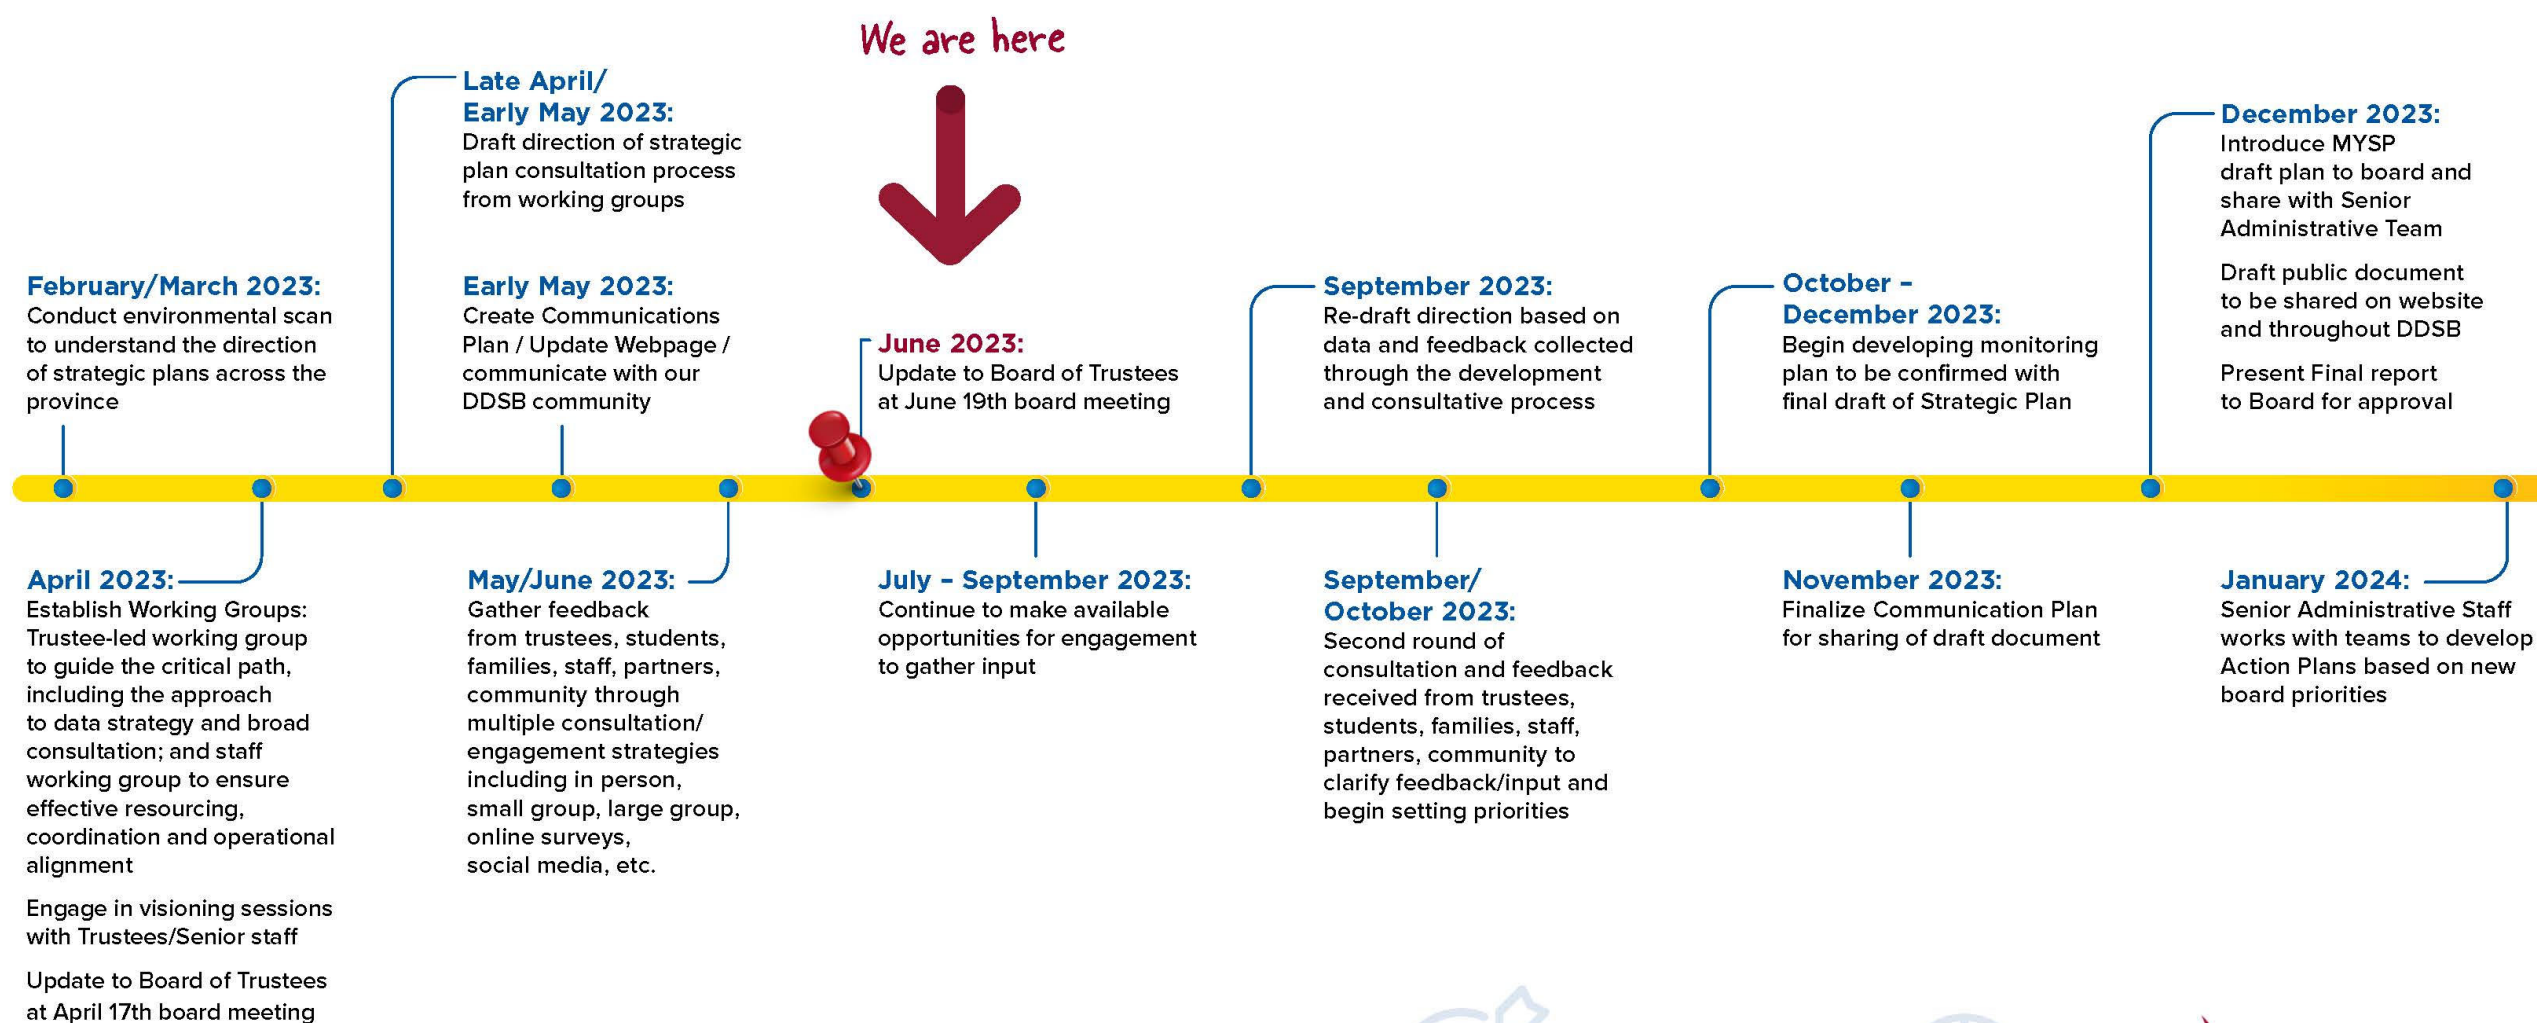 We are here
February/March 2023:
Conduct environmental scan
to understand the direction
of strategic plans across the
province
April 2023:
Establish Working Groups:
Trustee-led working group
to guide the critical path,
including the approach
to data strategy and broad
consultation; and staff
working group to ensure
effective resourcing,
coordination and operational
alignment
Engage in visioning sessions
with Trustees/Senior staff
Update to Board of Trustees
at April 17th board meeting
Late April/
Early May 2023:
Draft direction of strategic
plan consultation process
from working groups
Early May 2023:
Create Communications
Plan / Update Webpage /
communicate with our
DDSB community
May/June 2023:
Gather feedback
from trustees, students,
families, staff, partners,
community through
multiple consultation/
engagement strategies
including in person,
small group, large group,
online surveys,
social media, etc.
June 2023:
Update to Board of Trustees
at June 19th board meeting
July – September 2023:
Continue to make available
opportunities for engagement
to gather input
September 2023:
Re-draft direction based on
data and feedback collected
through the development
and consultative process
September/
October 2023:
Second round of
consultation and feedback
received from trustees,
students, families, staff,
partners, community to
clarify feedback/input and
begin setting priorities
October –
December 2023:
Begin developing monitoring
plan to be confirmed with
final draft of Strategic Plan
November 2023:
Finalize Communication Plan
for sharing of draft document
December 2023:
Introduce MYSP
draft plan to board and
share with Senior
Administrative Team
Draft public document
to be shared on website
and throughout DDSB
Present Final report
to Board for approval
January 2024:
Senior Administrative Staff
works with teams to develop
Action Plans based on new
board priorities